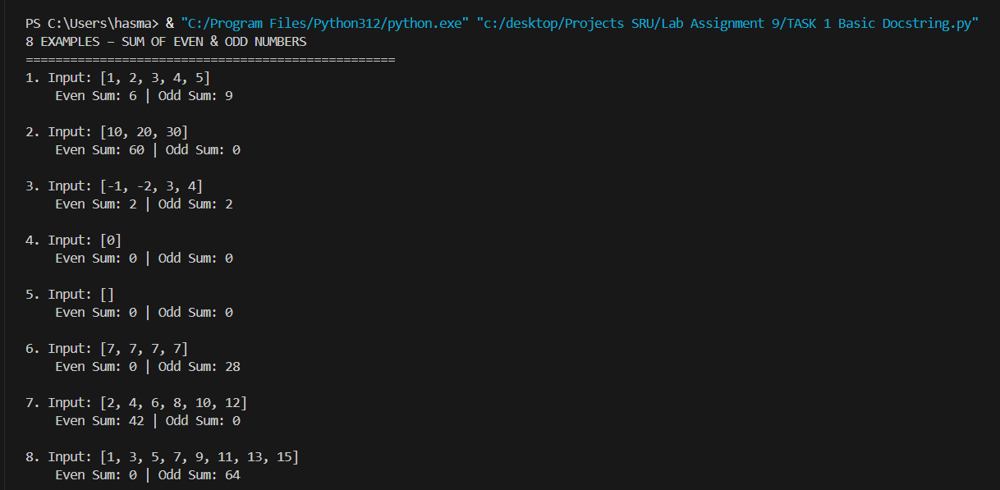 PS C:\Users\hasma> & "C:/Program Files/Python312/python.exe" "c:/desktop/Projects SRU/Lab Assignment 9/TASK 1 Basic Docstring.py"
8 EXAMPLES – SUM OF EVEN & ODD NUMBERS
==================================================
1. Input: [1, 2, 3, 4, 5]
    Even Sum: 6 | Odd Sum: 9
2. Input: [10, 20, 30]
    Even Sum: 60 | Odd Sum: 0
3. Input: [-1, -2, 3, 4]
    Even Sum: 2 | Odd Sum: 2
4. Input: [0]
    Even Sum: 0 | Odd Sum: 0
5. Input: []
    Even Sum: 0 | Odd Sum: 0
6. Input: [7, 7, 7, 7]
    Even Sum: 0 | Odd Sum: 28
7. Input: [2, 4, 6, 8, 10, 12]
    Even Sum: 42 | Odd Sum: 0
8. Input: [1, 3, 5, 7, 9, 11, 13, 15]
    Even Sum: 0 | Odd Sum: 64